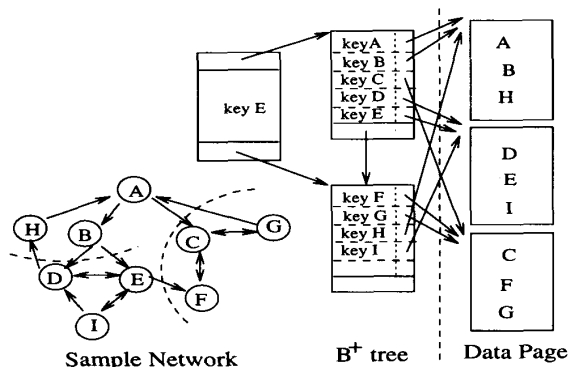 key E
key A
key B
key C
key D
key E
key F
key G
key H
key I
A
B
H
D
E
I
C
F
G
A
H
B
G
C
D
E
F
I
Sample Network
B+ tree
Data Page